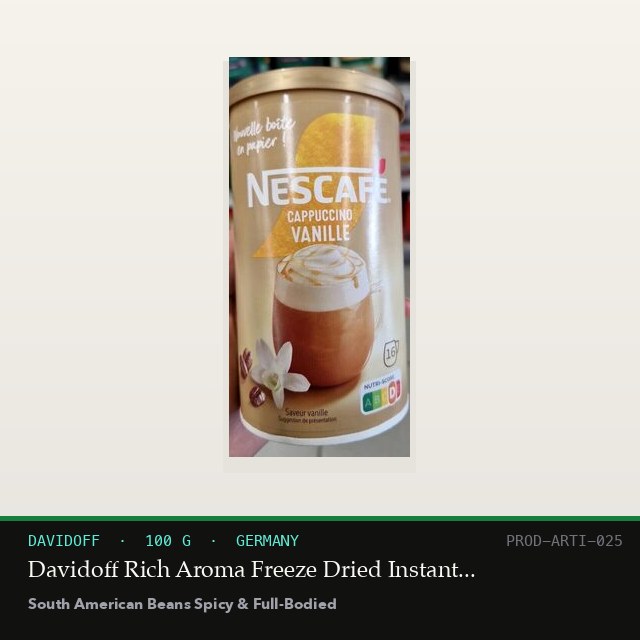 Nouvelle boîte
en papier !
NESCAFÉ
CAPPUCCINO
VANILLE
16
NUTRI-SCORE
A B C D E
Saveur vanille
Suggestion de présentation
DAVIDOFF · 100 G · GERMANY
PROD–ARTI–025
Davidoff Rich Aroma Freeze Dried Instant...
South American Beans Spicy & Full-Bodied